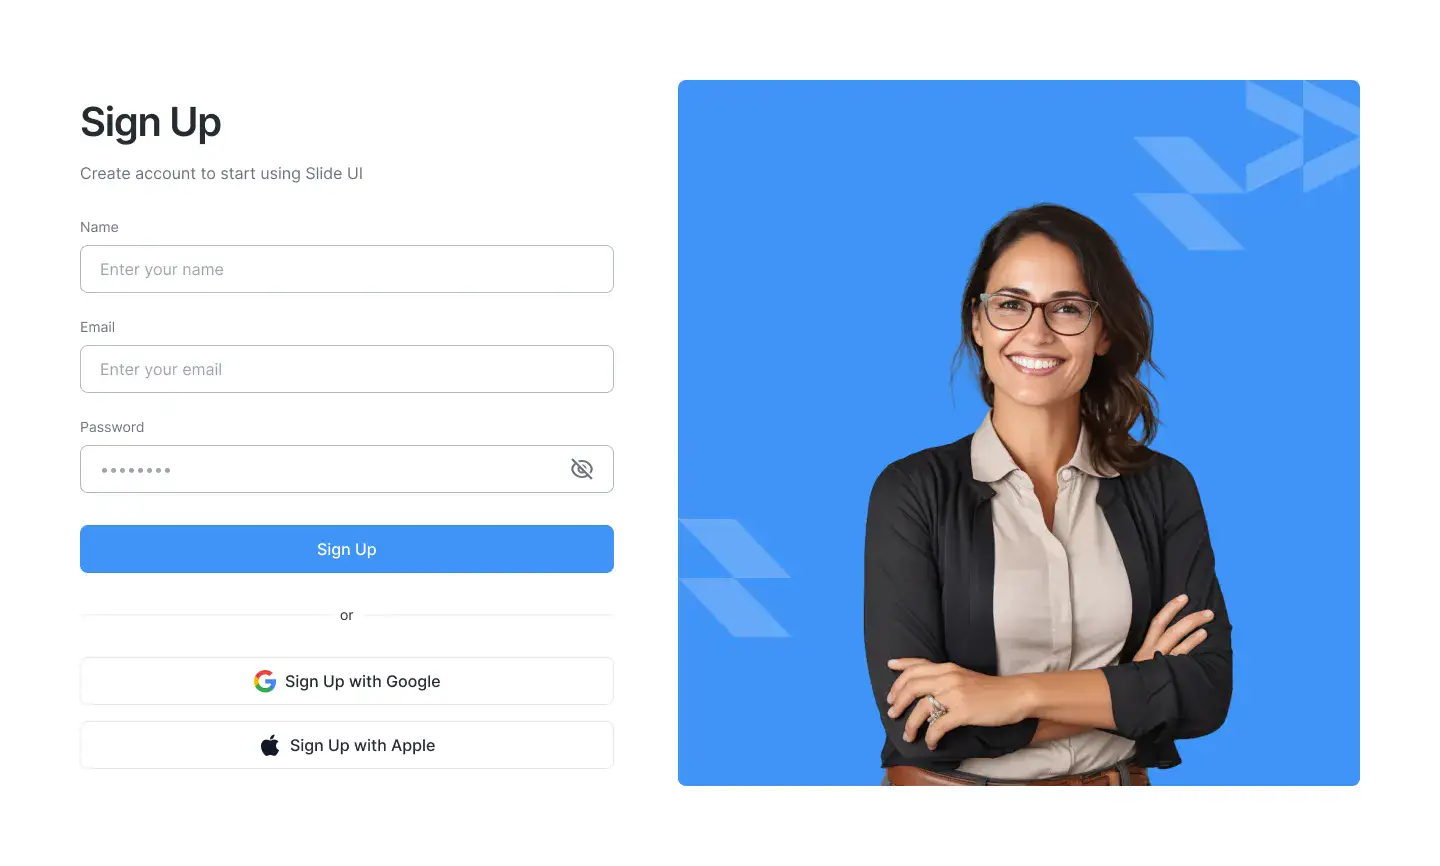 Sign Up
Create account to start using Slide UI
Name
Enter your name
Email
Enter your email
Password
••••••••
Sign Up
or
Sign Up with Google
Sign Up with Apple